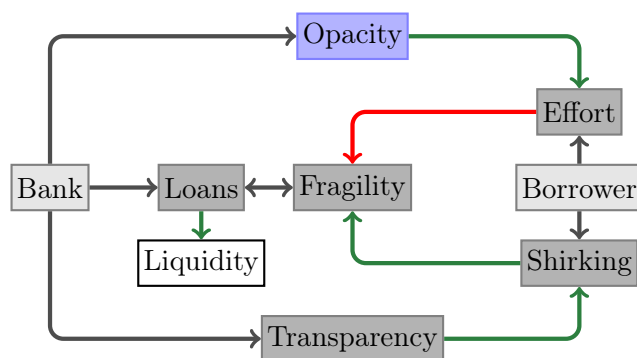 Opacity
Effort
Bank
Loans
Fragility
Borrower
Liquidity
Shirking
Transparency